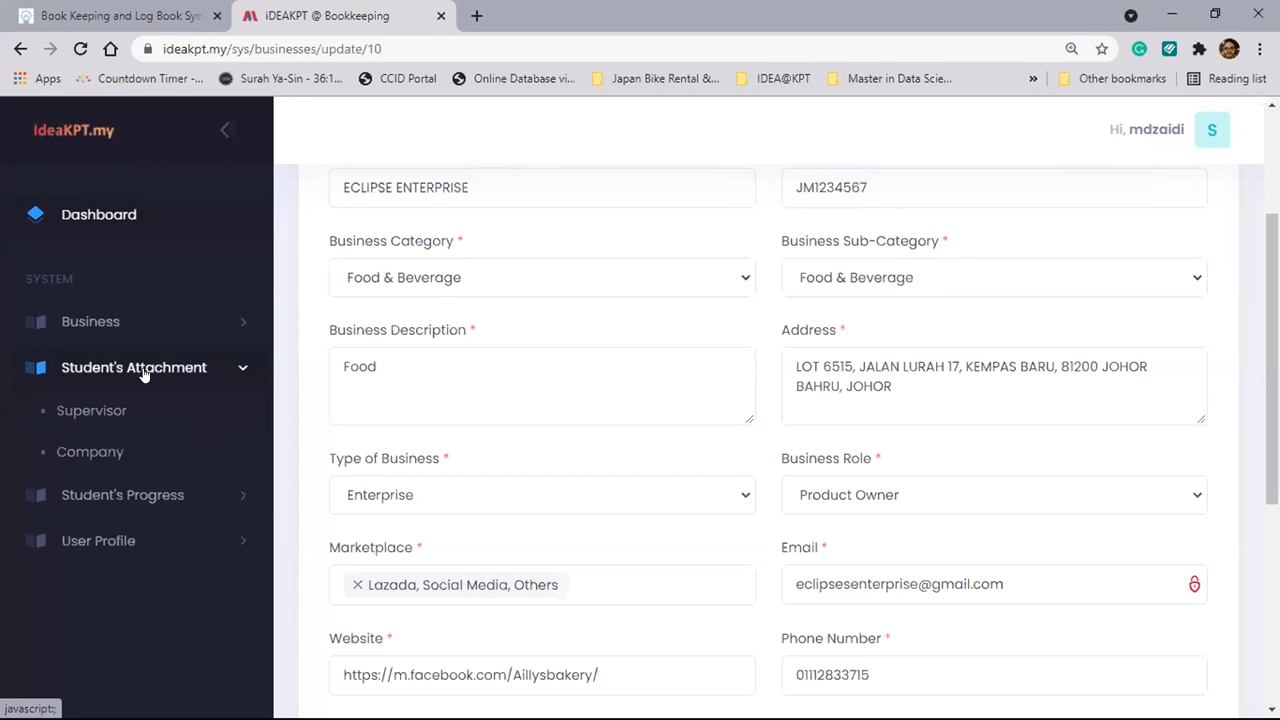 Book Keeping and Log Book Sys
IDEAKPT @ Bookkeeping
ideakpt.my/sys/businesses/update/10
Apps
Countdown Timer -...
Surah Ya-Sin - 36:1...
CCID Portal
Online Database vi...
Japan Bike Rental &...
IDEA@KPT
Master in Data Scie...
»
Other bookmarks
Reading list
IdeaKPT.my
Hi, mdzaidi
S
Dashboard
SYSTEM
Business
Student's Attachment
Supervisor
Company
Student's Progress
User Profile
ECLIPSE ENTERPRISE
JM1234567
Business Category *
Business Sub-Category *
Food & Beverage
Food & Beverage
Business Description *
Address *
Food
LOT 6515, JALAN LURAH 17, KEMPAS BARU, 81200 JOHOR
BAHRU, JOHOR
Type of Business *
Business Role *
Enterprise
Product Owner
Marketplace *
Email *
× Lazada, Social Media, Others
eclipsesenterprise@gmail.com
Website *
Phone Number *
https://m.facebook.com/Aillysbakery/
01112833715
javascript:;